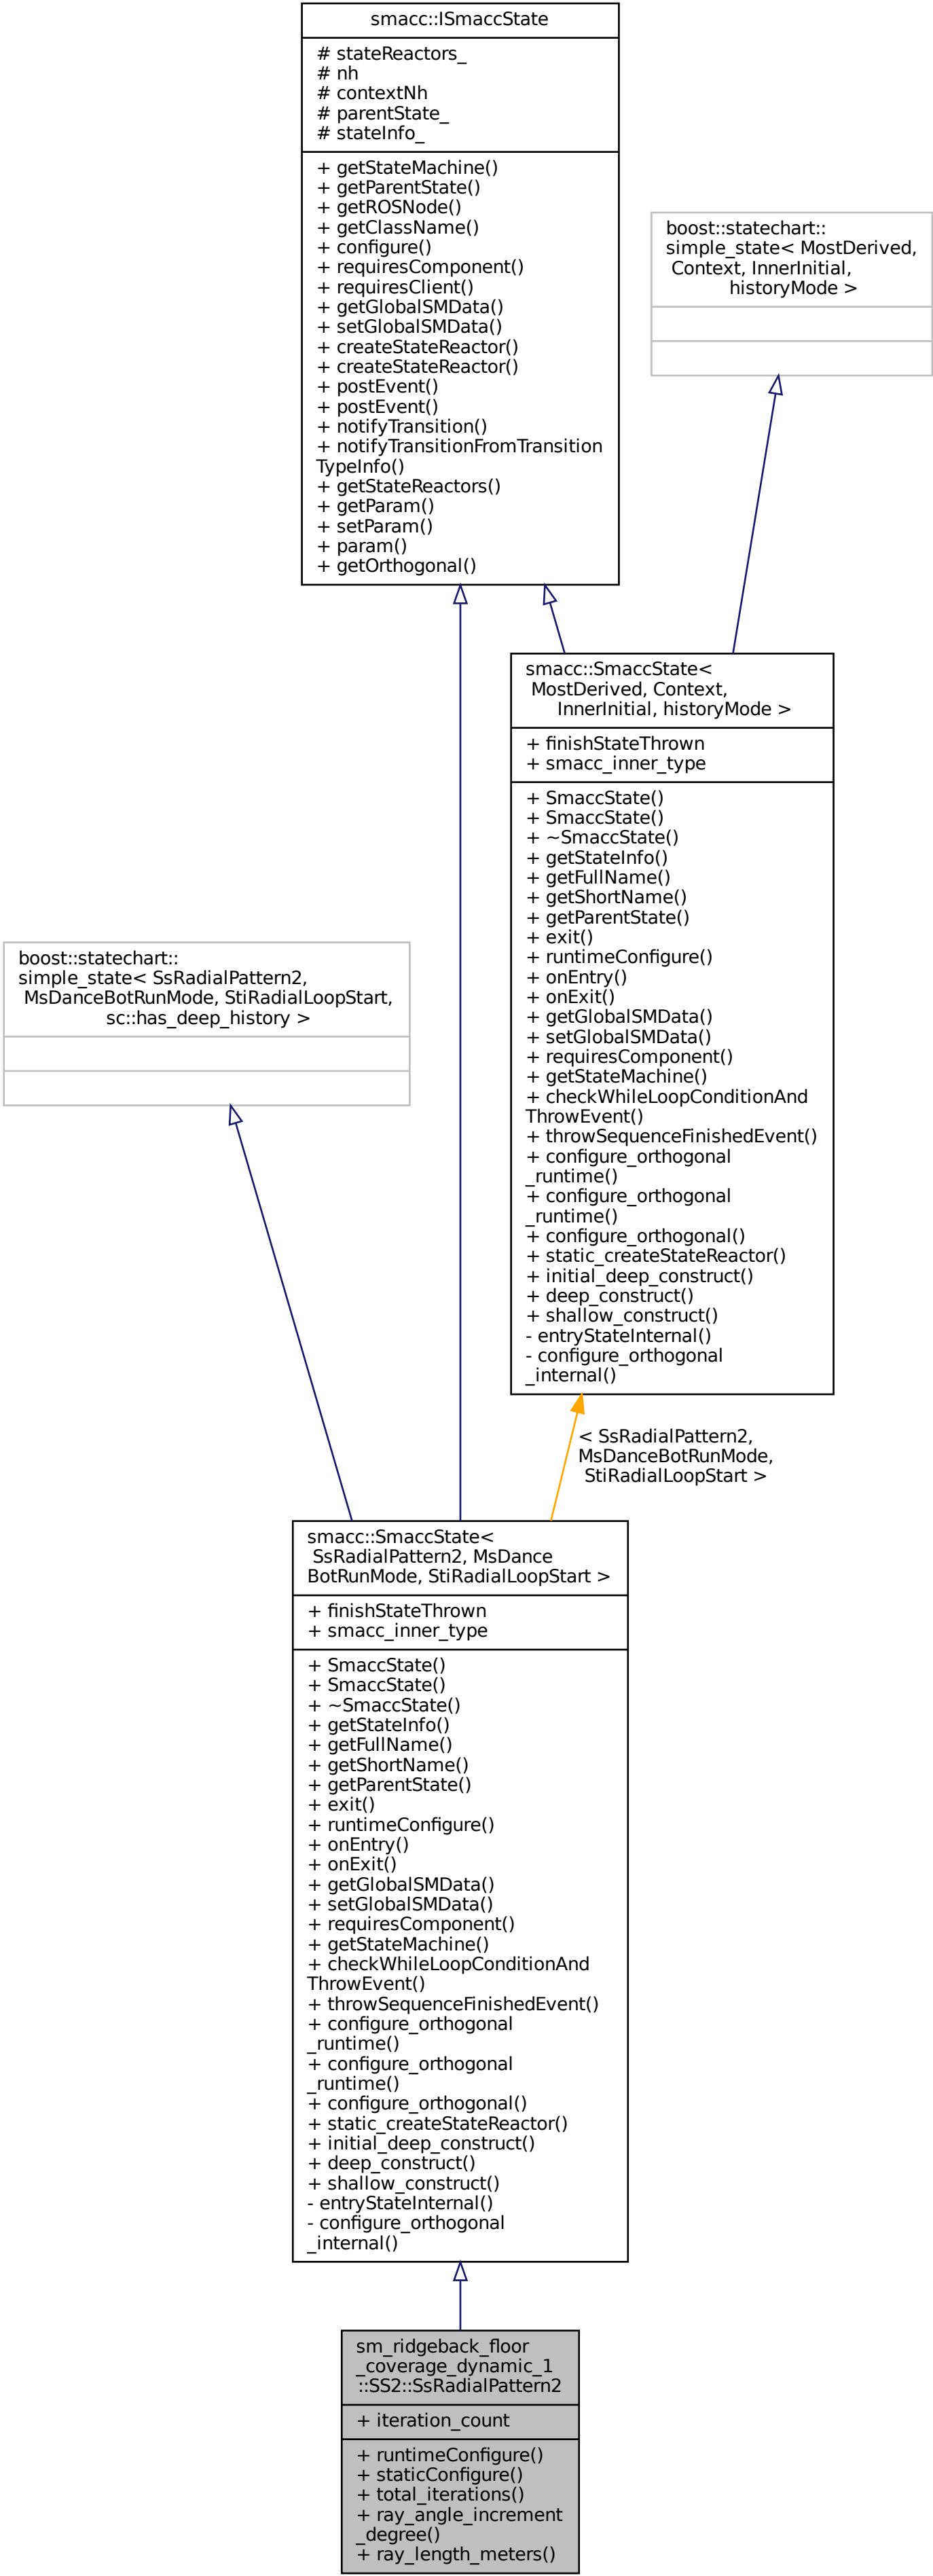 smacc::ISmaccState
# stateReactors_
# nh
# contextNh
# parentState_
# stateInfo_
+ getStateMachine()
+ getParentState()
+ getROSNode()
+ getClassName()
+ configure()
+ requiresComponent()
+ requiresClient()
+ getGlobalSMData()
+ setGlobalSMData()
+ createStateReactor()
+ createStateReactor()
+ postEvent()
+ postEvent()
+ notifyTransition()
+ notifyTransitionFromTransition
TypeInfo()
+ getStateReactors()
+ getParam()
+ setParam()
+ param()
+ getOrthogonal()
boost::statechart::
simple_state< MostDerived,
Context, InnerInitial,
historyMode >
smacc::SmaccState<
MostDerived, Context,
InnerInitial, historyMode >
+ finishStateThrown
+ smacc_inner_type
+ SmaccState()
+ SmaccState()
+ ~SmaccState()
+ getStateInfo()
+ getFullName()
+ getShortName()
+ getParentState()
+ exit()
+ runtimeConfigure()
+ onEntry()
+ onExit()
+ getGlobalSMData()
+ setGlobalSMData()
+ requiresComponent()
+ getStateMachine()
+ checkWhileLoopConditionAnd
ThrowEvent()
+ throwSequenceFinishedEvent()
+ configure_orthogonal
_runtime()
+ configure_orthogonal
_runtime()
+ configure_orthogonal()
+ static_createStateReactor()
+ initial_deep_construct()
+ deep_construct()
+ shallow_construct()
- entryStateInternal()
- configure_orthogonal
_internal()
boost::statechart::
simple_state< SsRadialPattern2,
MsDanceBotRunMode, StiRadialLoopStart,
sc::has_deep_history >
< SsRadialPattern2,
MsDanceBotRunMode,
StiRadialLoopStart >
smacc::SmaccState<
SsRadialPattern2, MsDance
BotRunMode, StiRadialLoopStart >
+ finishStateThrown
+ smacc_inner_type
+ SmaccState()
+ SmaccState()
+ ~SmaccState()
+ getStateInfo()
+ getFullName()
+ getShortName()
+ getParentState()
+ exit()
+ runtimeConfigure()
+ onEntry()
+ onExit()
+ getGlobalSMData()
+ setGlobalSMData()
+ requiresComponent()
+ getStateMachine()
+ checkWhileLoopConditionAnd
ThrowEvent()
+ throwSequenceFinishedEvent()
+ configure_orthogonal
_runtime()
+ configure_orthogonal
_runtime()
+ configure_orthogonal()
+ static_createStateReactor()
+ initial_deep_construct()
+ deep_construct()
+ shallow_construct()
- entryStateInternal()
- configure_orthogonal
_internal()
sm_ridgeback_floor
_coverage_dynamic_1
::SS2::SsRadialPattern2
+ iteration_count
+ runtimeConfigure()
+ staticConfigure()
+ total_iterations()
+ ray_angle_increment
_degree()
+ ray_length_meters()